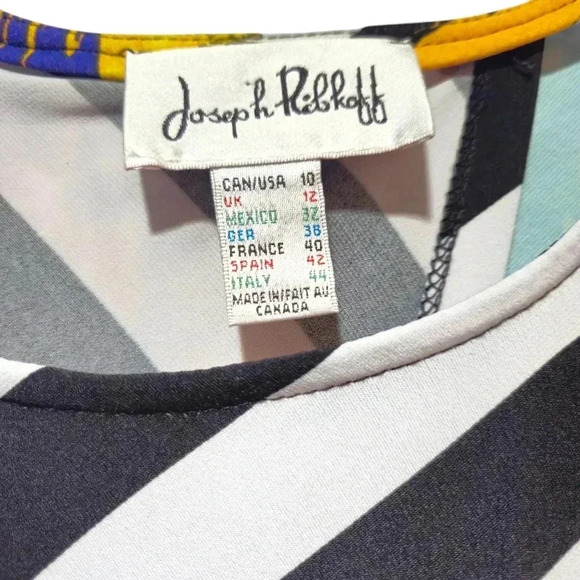 Joseph Ribkoff
CAN/USA 10
UK 12
MEXICO 32
GER 38
FRANCE 40
SPAIN 42
ITALY 44
MADE IN/FAIT AU
CANADA